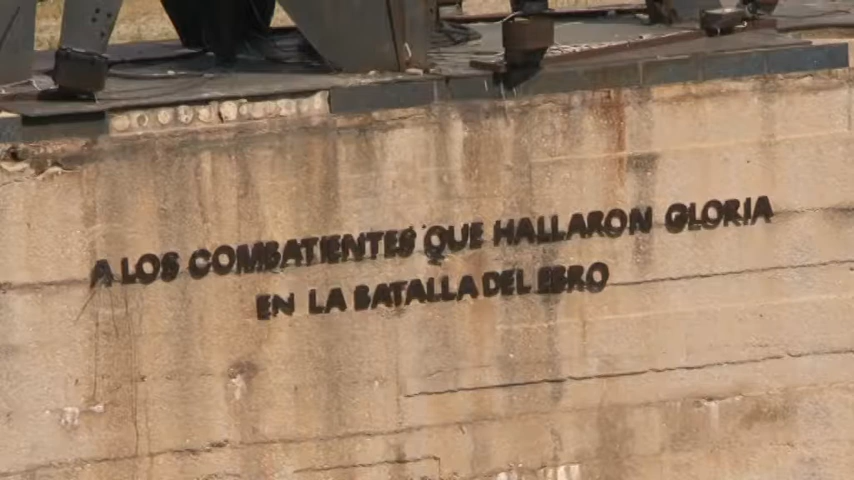 A LOS COMBATIENTES QUE HALLARON GLORIA
EN LA BATALLA DEL EBRO